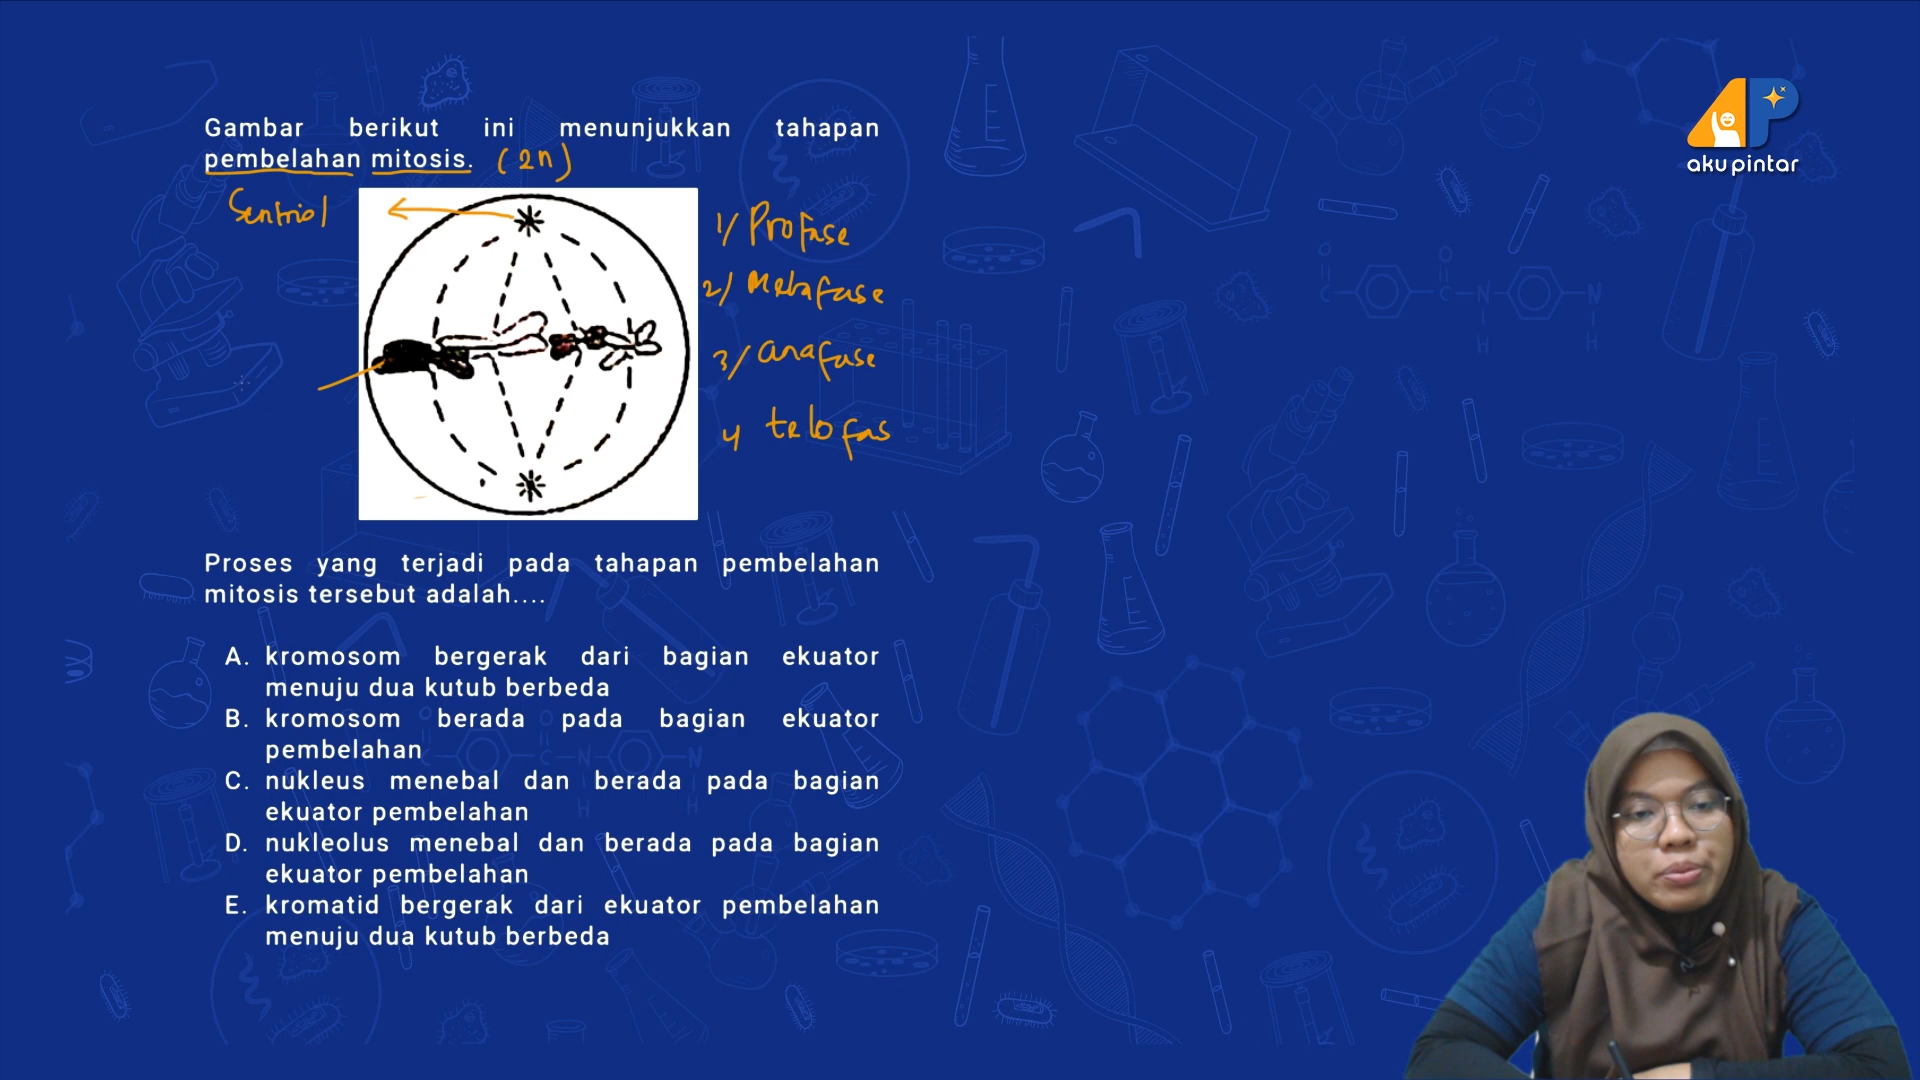 Gambar berikut ini menunjukkan tahapan
pembelahan mitosis. (2n)
Sentriol
1/ Profase
2/ Metafase
3/ anafase
4 telofas
Proses yang terjadi pada tahapan pembelahan
mitosis tersebut adalah....
A. kromosom bergerak dari bagian ekuator
menuju dua kutub berbeda
B. kromosom berada pada bagian ekuator
pembelahan
C. nukleus menebal dan berada pada bagian
ekuator pembelahan
D. nukleolus menebal dan berada pada bagian
ekuator pembelahan
E. kromatid bergerak dari ekuator pembelahan
menuju dua kutub berbeda
AP
aku pintar